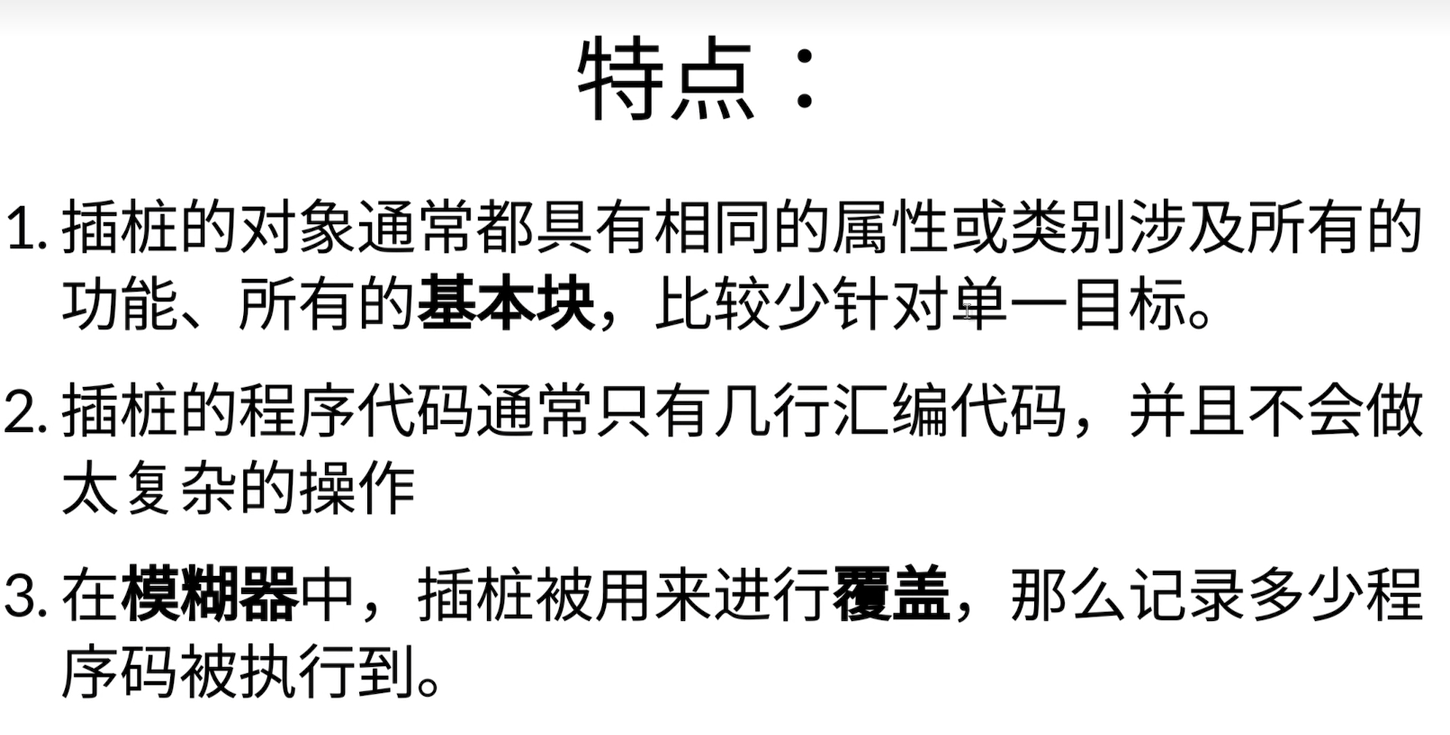 特点：
1. 插桩的对象通常都具有相同的属性或类别涉及所有的
功能、所有的基本块，比较少针对单一目标。
2. 插桩的程序代码通常只有几行汇编代码，并且不会做
太复杂的操作
3. 在模糊器中，插桩被用来进行覆盖，那么记录多少程
序码被执行到。